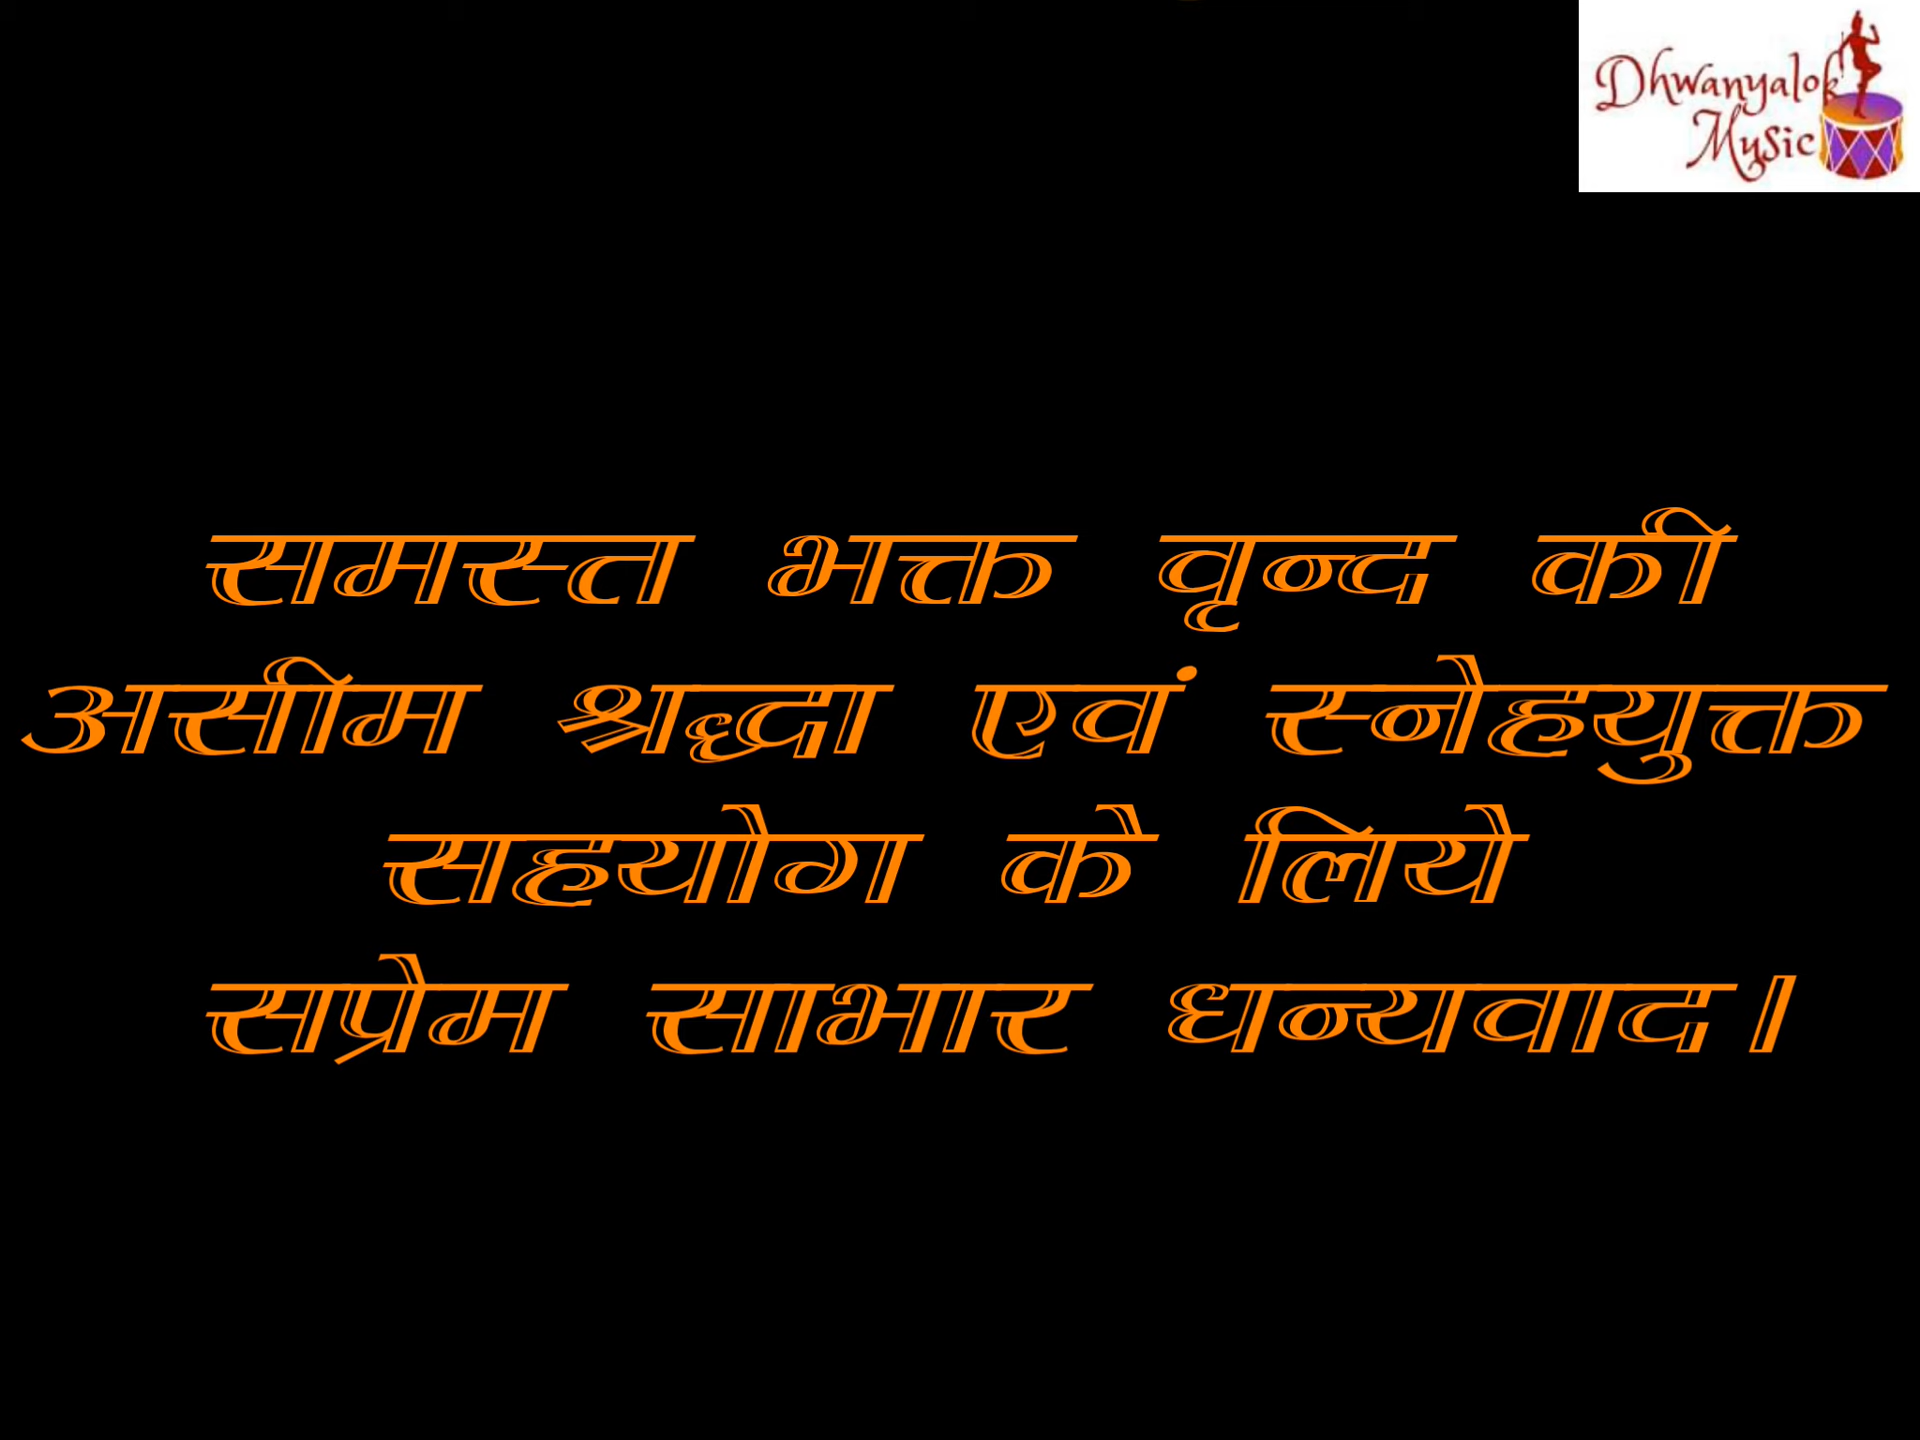 Dhwanyalok
Music
समस्त भक्त वृन्द की
असीम श्रद्धा एवं स्नेहयुक्त
सहयोग के लिये
सप्रेम साभार धन्यवाद।